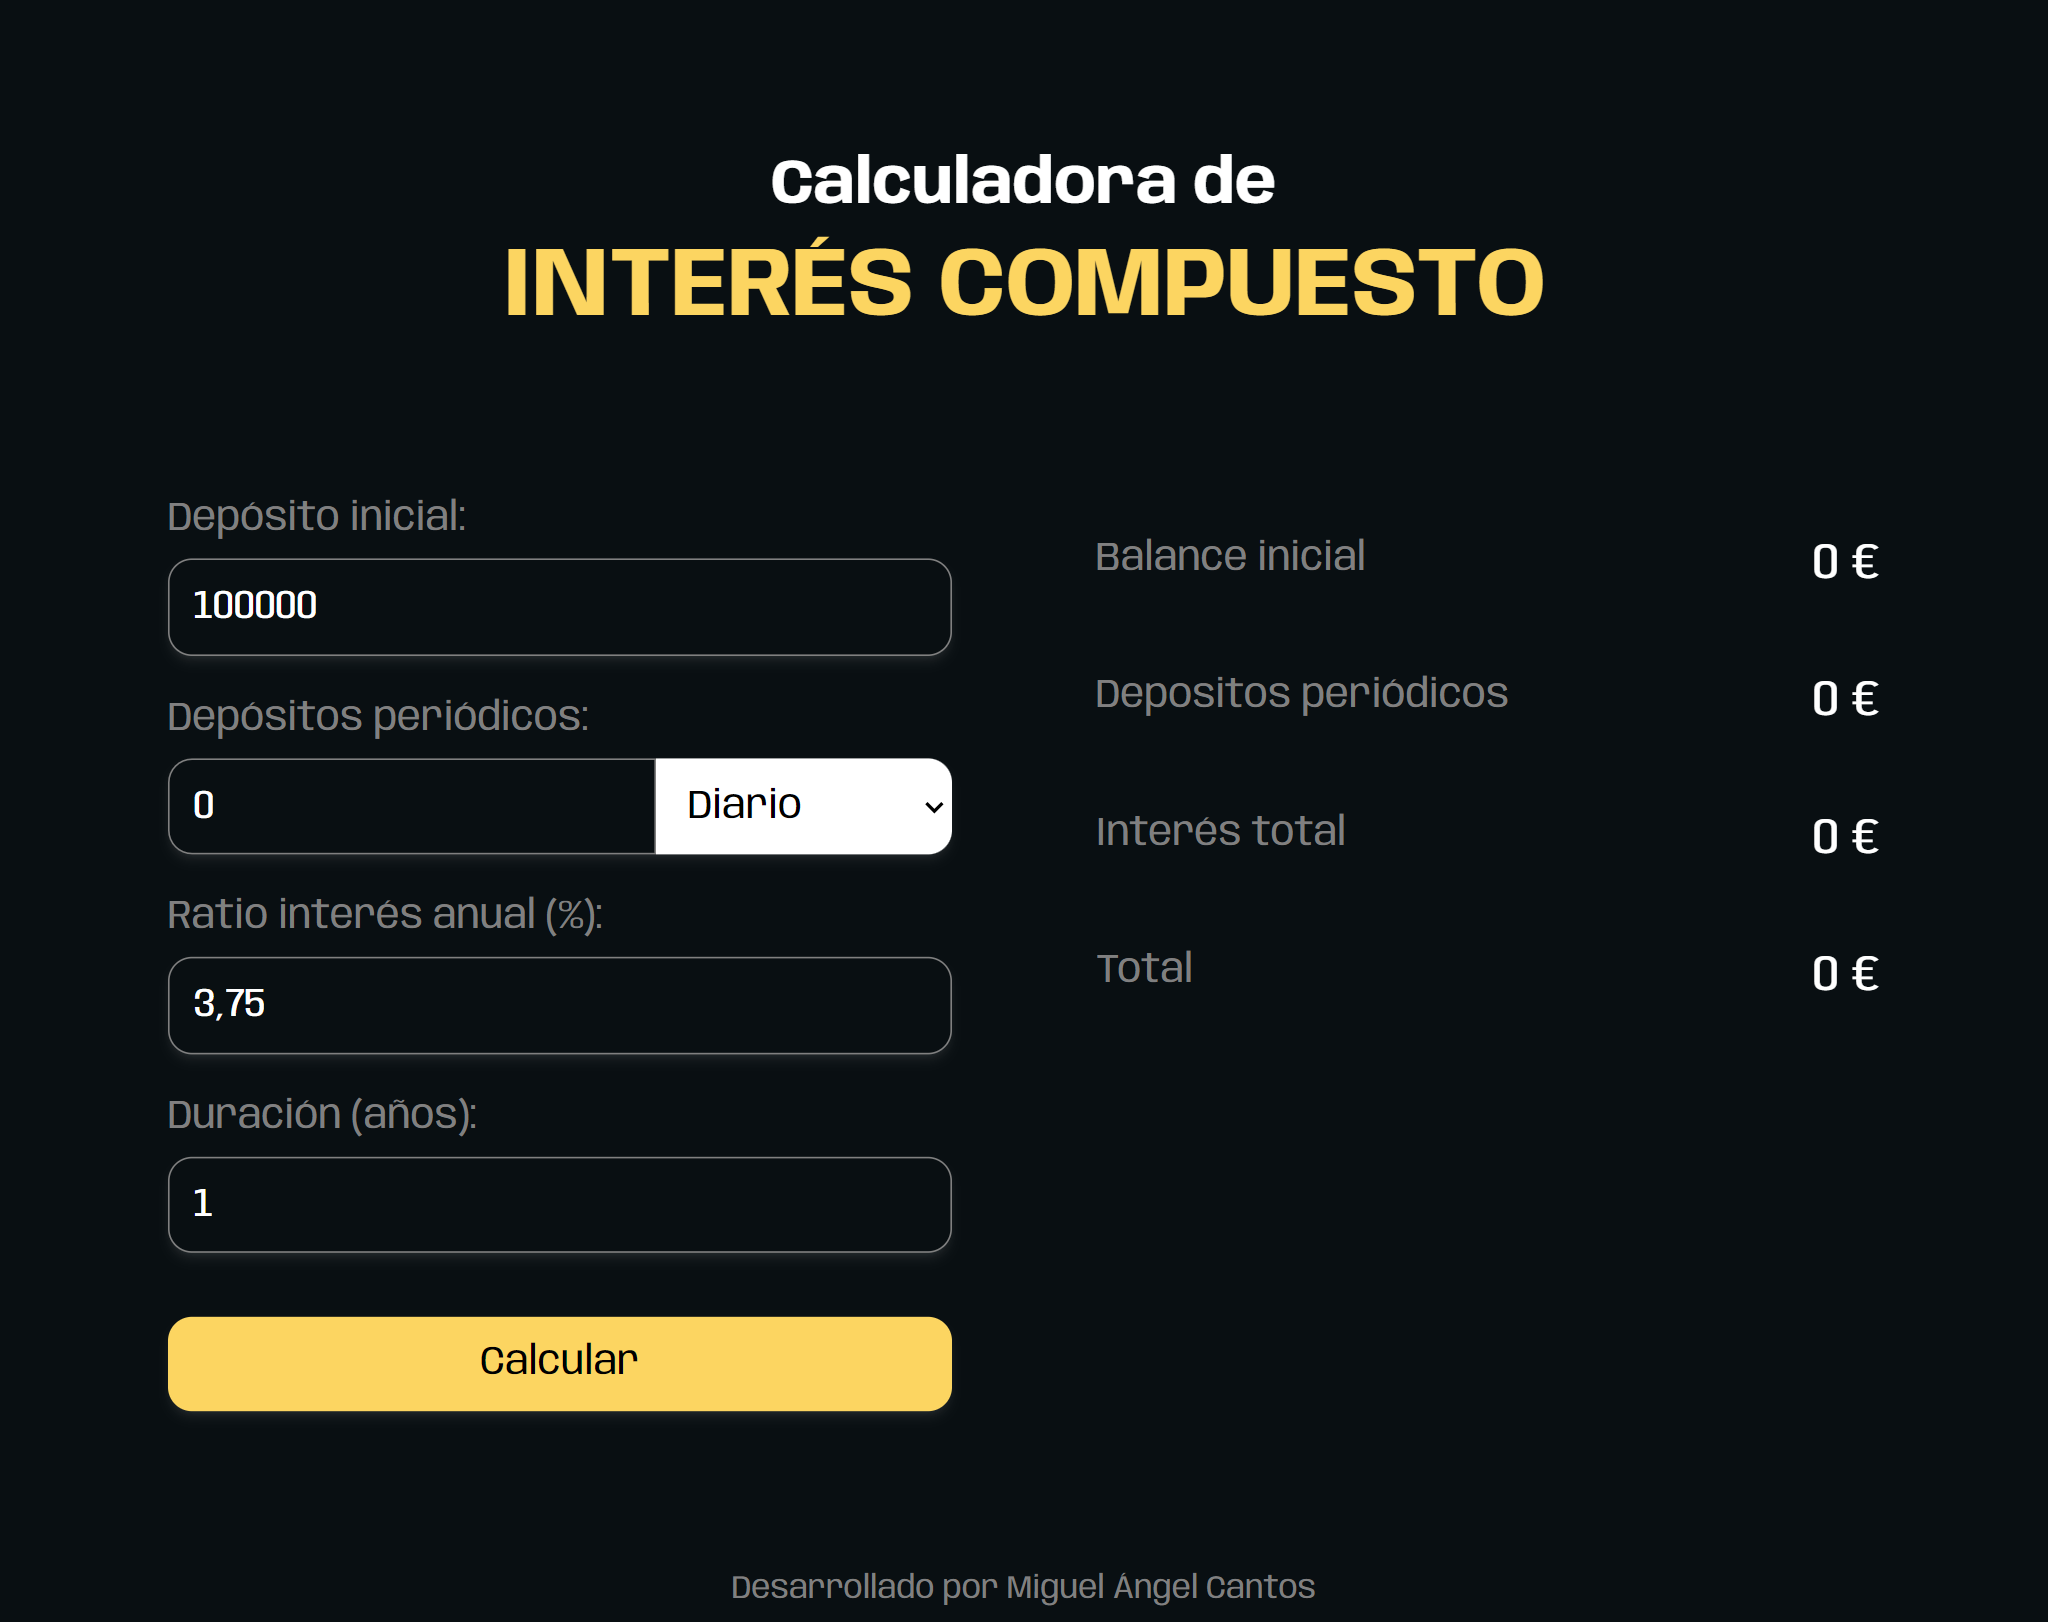 Calculadora de
INTERÉS COMPUESTO
Depósito inicial:
100000
Depósitos periódicos:
0 Diario
Ratio interés anual (%):
3,75
Duración (años):
1
Calcular
Balance inicial 0 €
Depositos periódicos 0 €
Interés total 0 €
Total 0 €
Desarrollado por Miguel Ángel Cantos